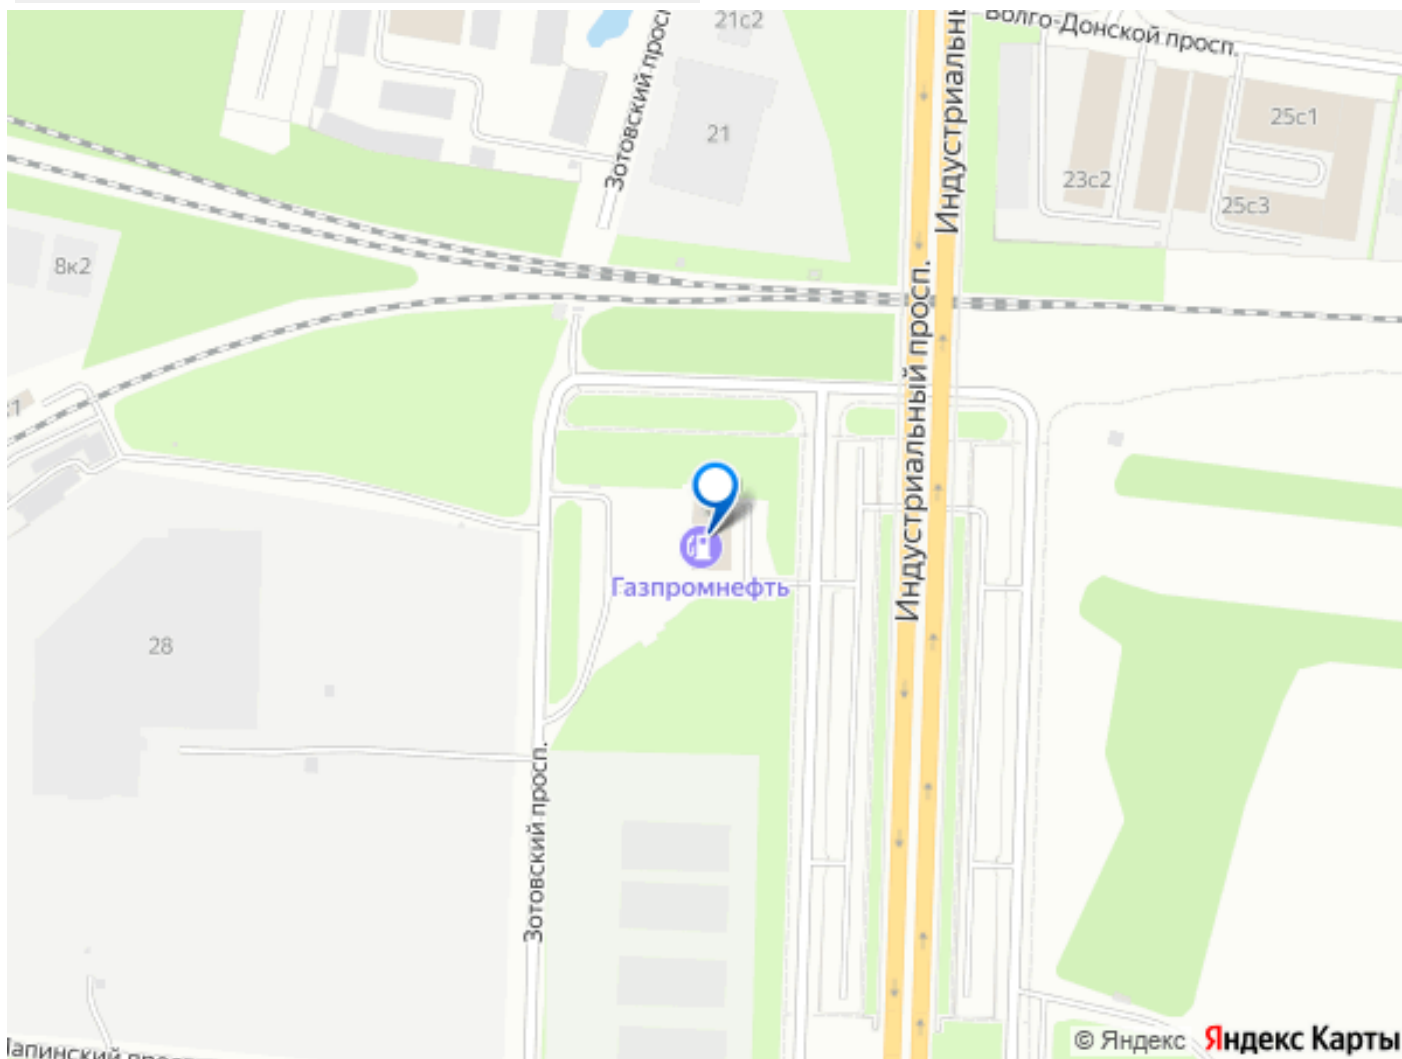 21с2
Волго-Донской просп.
Зотовский просп
Индустриальны
21
25с1
23с2
25с3
8к2
Индустриальный просп.
Газпромнефть
28
Зотовский просп.
© Яндекс Яндекс Карты